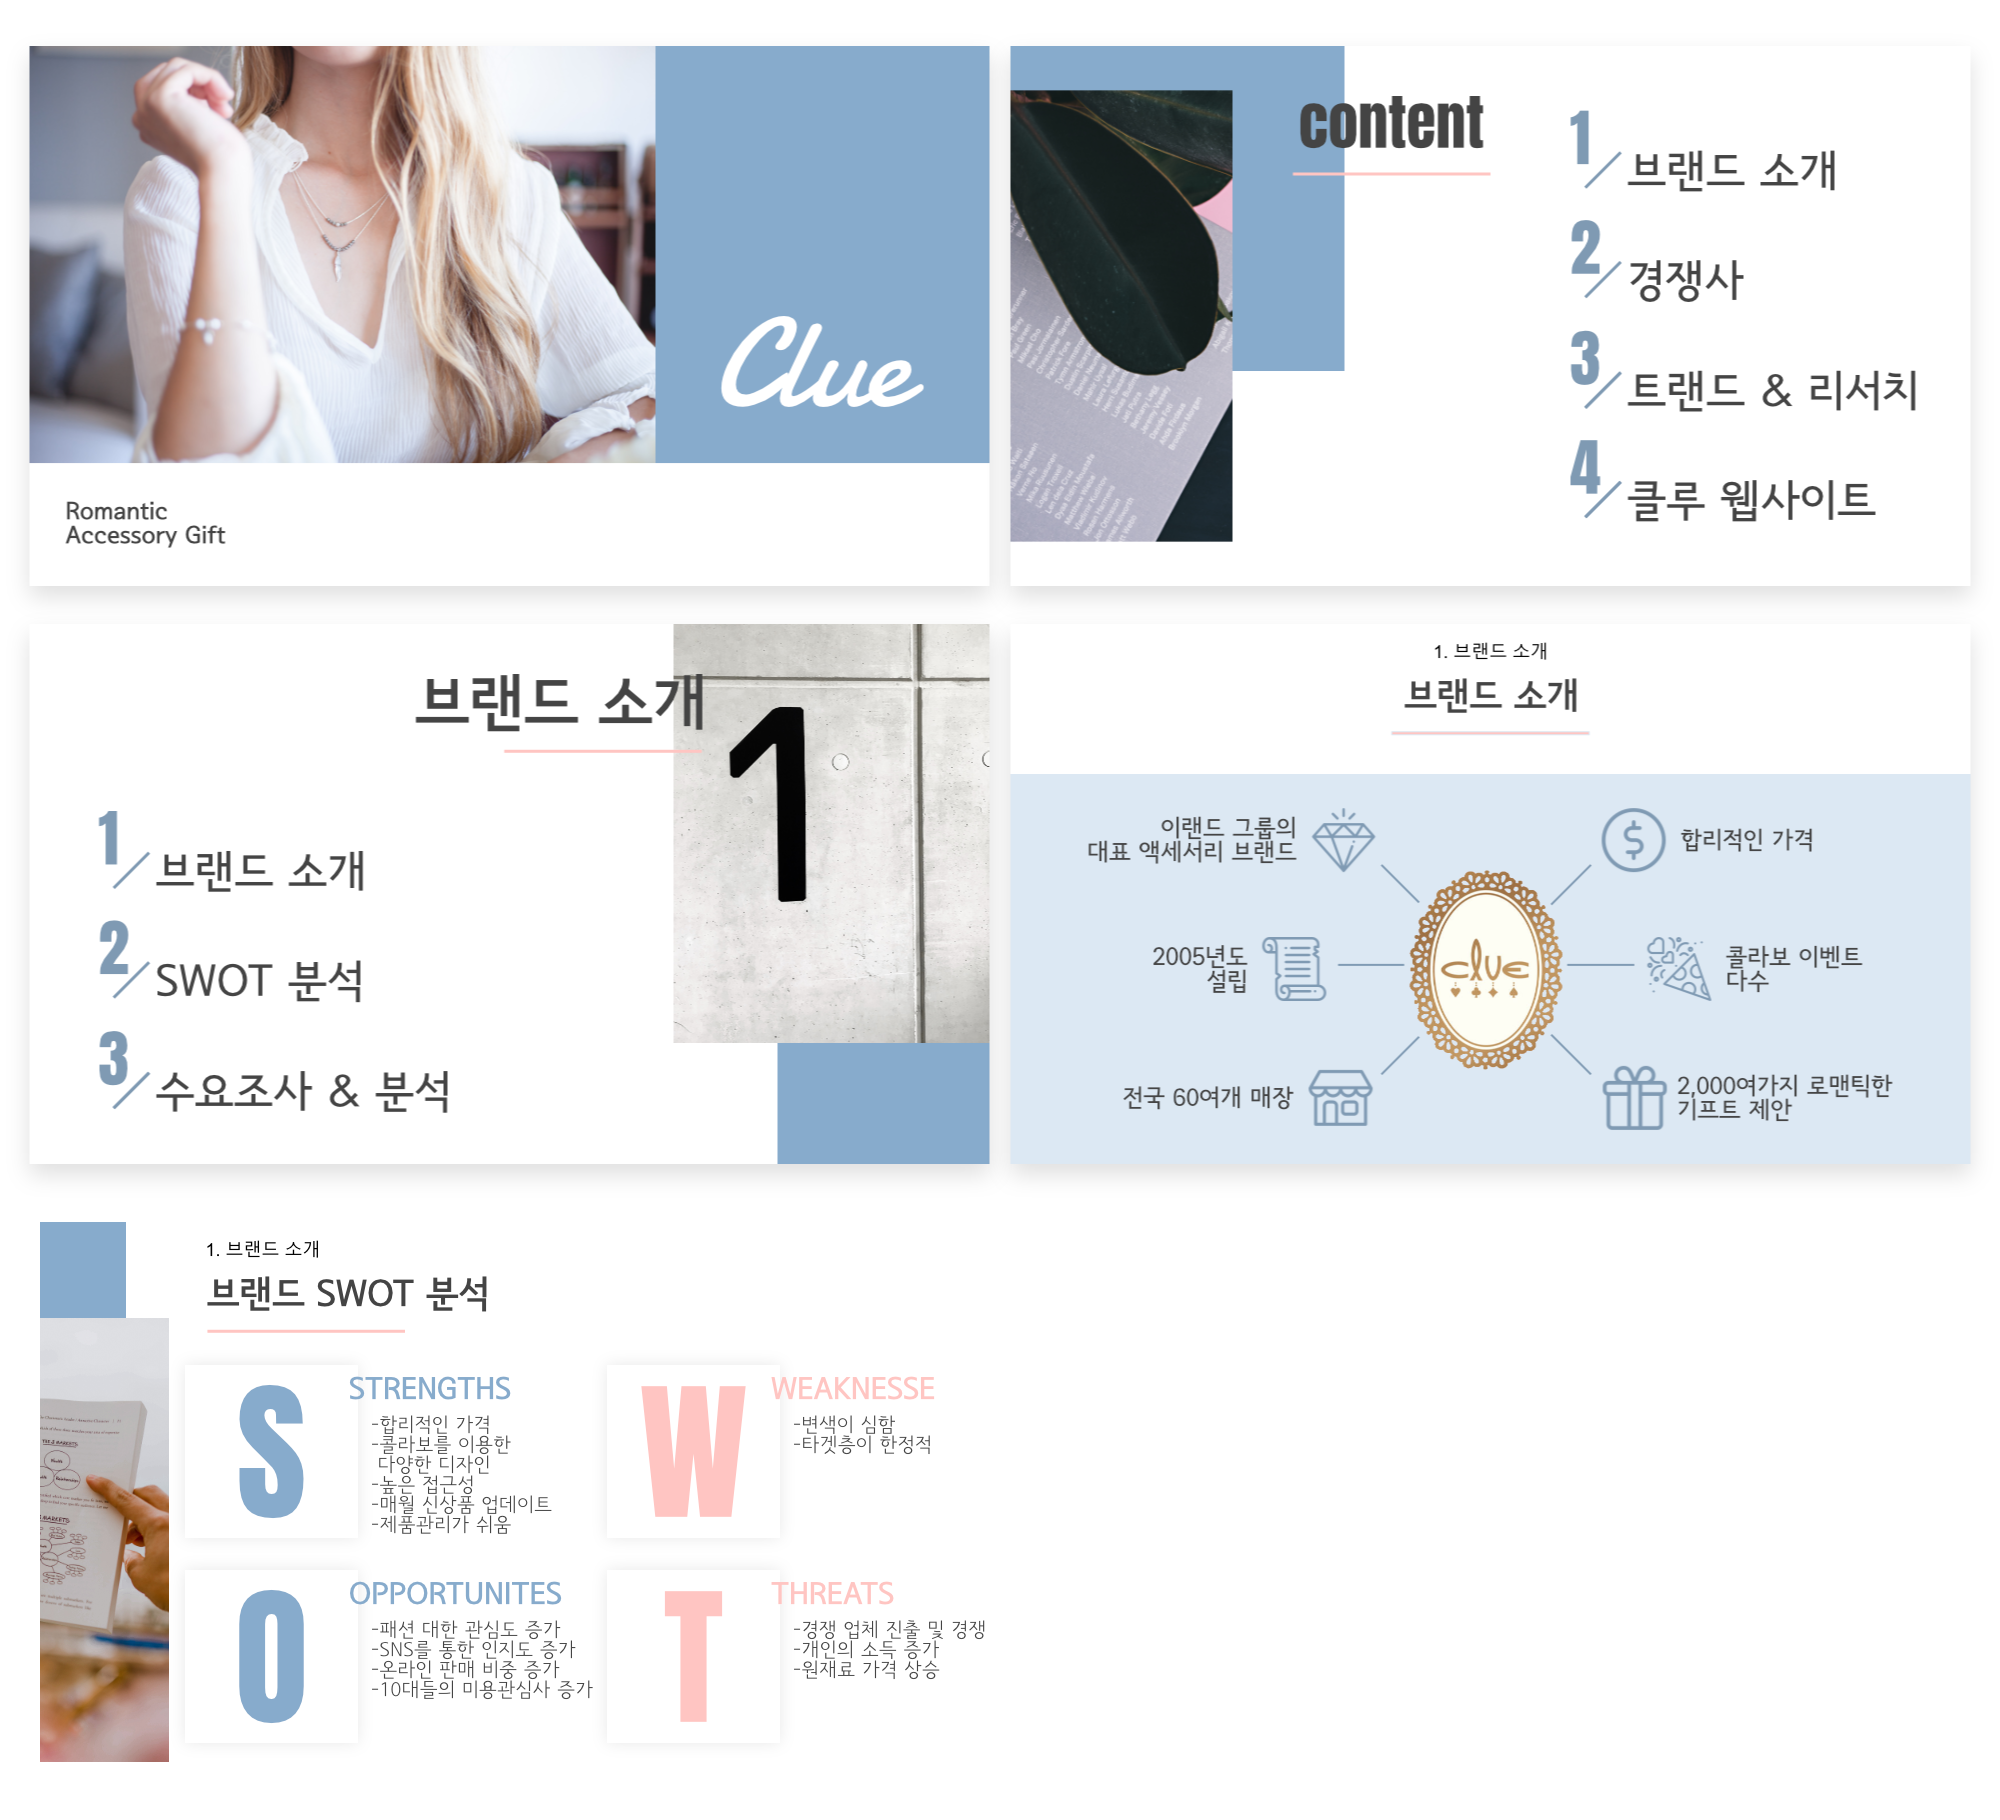 Clue
Romantic
Accessory Gift
content
1
브랜드 소개
2
경쟁사
3
트랜드 & 리서치
4
클루 웹사이트
브랜드 소개
1
1
브랜드 소개
2
SWOT 분석
3
수요조사 & 분석
1. 브랜드 소개
브랜드 소개
이랜드 그룹의
대표 액세서리 브랜드
2005년도
설립
전국 60여개 매장
clue
합리적인 가격
콜라보 이벤트
다수
2,000여가지 로맨틱한
기프트 제안
1. 브랜드 소개
브랜드 SWOT 분석
S
STRENGTHS
-합리적인 가격
-콜라보를 이용한
다양한 디자인
-높은 접근성
-매월 신상품 업데이트
-제품관리가 쉬움
W
WEAKNESSE
-변색이 심함
-타겟층이 한정적
O
OPPORTUNITES
-패션 대한 관심도 증가
-SNS를 통한 인지도 증가
-온라인 판매 비중 증가
-10대들의 미용관심사 증가
T
THREATS
-경쟁 업체 진출 및 경쟁
-개인의 소득 증가
-원재료 가격 상승